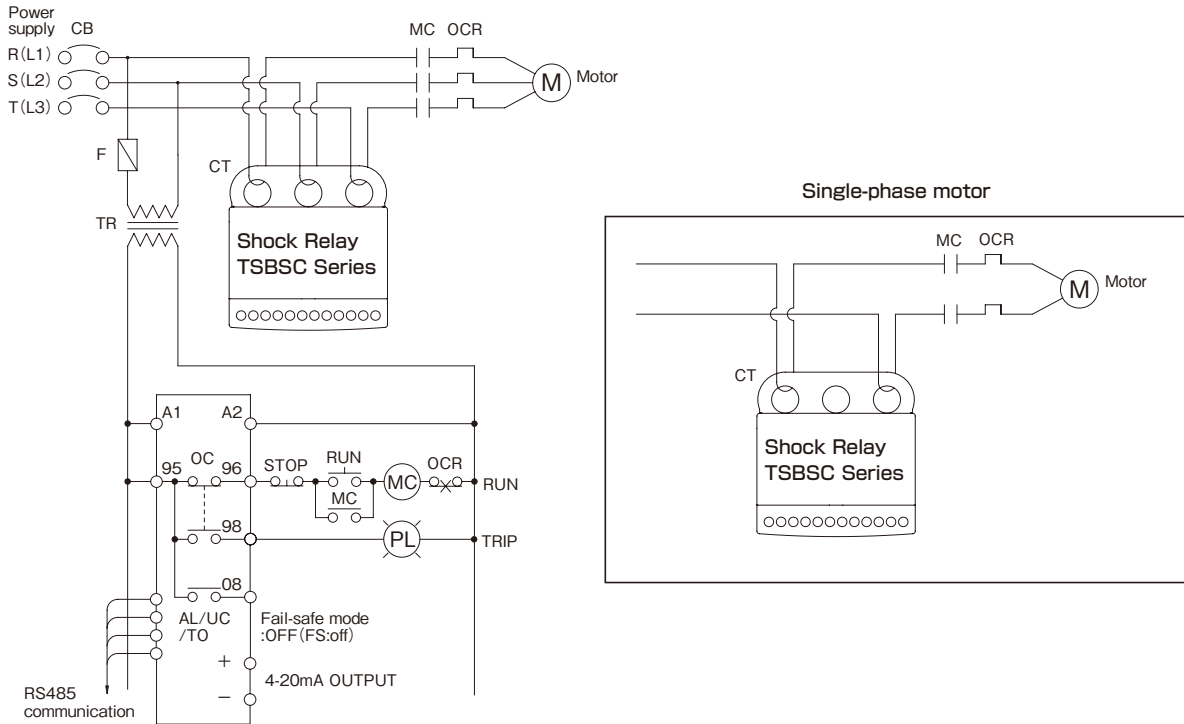 Power
supply CB
R(L1)
S(L2)
T(L3)
MC OCR
M Motor
F
CT
TR
Shock Relay
TSBSC Series
A1 A2
95 OC 96 STOP RUN MC OCR RUN
MC
98 PL TRIP
08
AL/UC
/TO
Fail-safe mode
:OFF(FS:off)
+
4-20mA OUTPUT
−
RS485
communication
Single-phase motor
MC OCR
M Motor
CT
Shock Relay
TSBSC Series